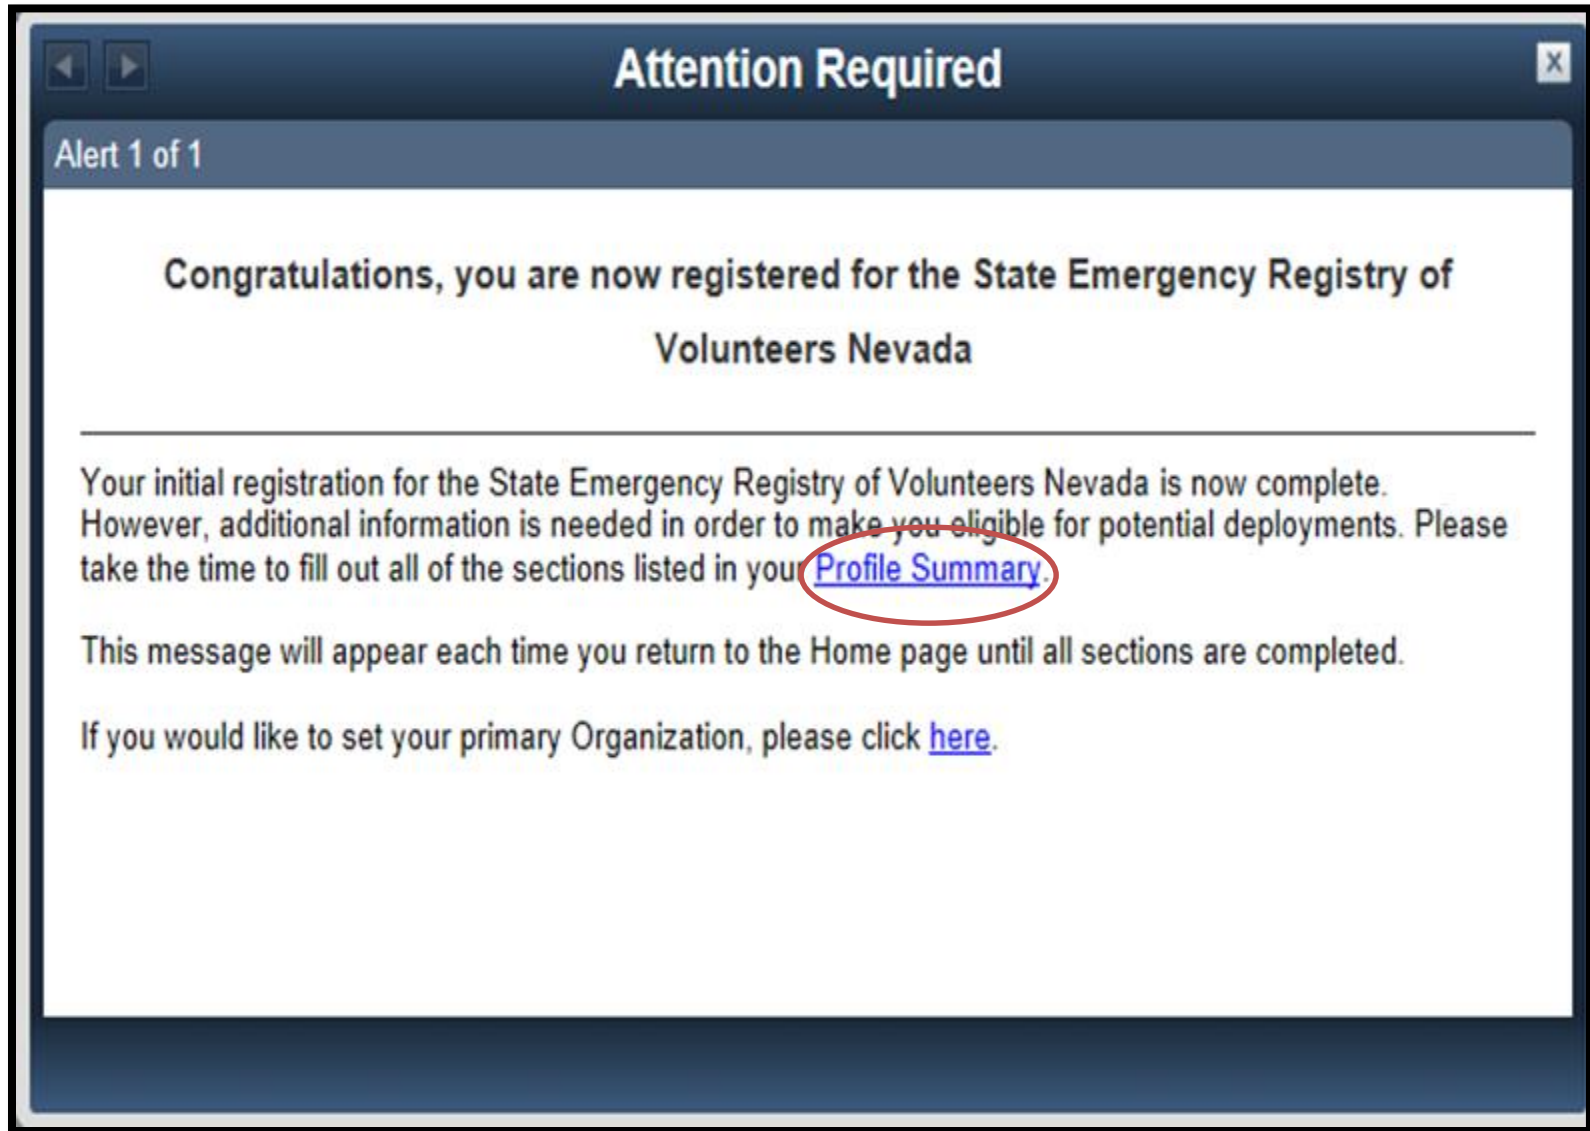 Attention Required
X
Alert 1 of 1
Congratulations, you are now registered for the State Emergency Registry of
Volunteers Nevada
Your initial registration for the State Emergency Registry of Volunteers Nevada is now complete.
However, additional information is needed in order to make you eligible for potential deployments. Please
take the time to fill out all of the sections listed in your Profile Summary.
This message will appear each time you return to the Home page until all sections are completed.
If you would like to set your primary Organization, please click here.